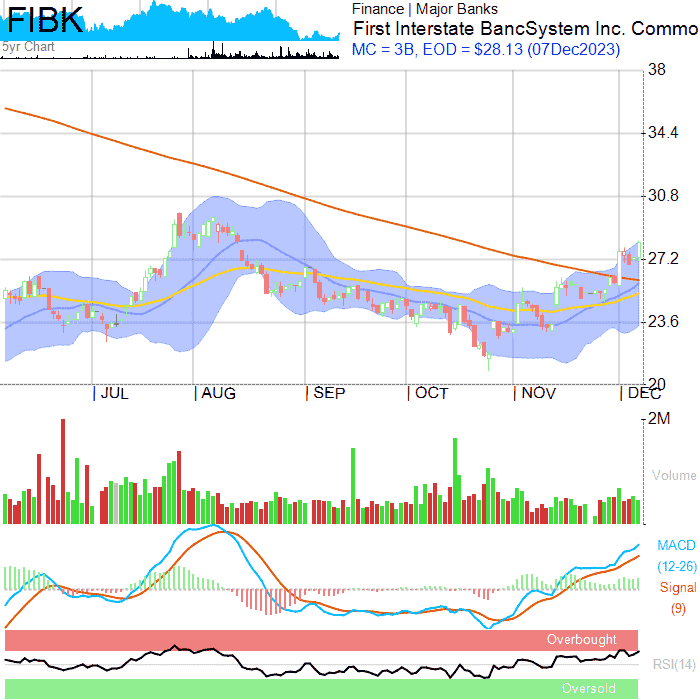 FIBK
5yr Chart
Finance | Major Banks
First Interstate BancSystem Inc. Commo
MC = 3B, EOD = $28.13 (07Dec2023)
38
34.4
30.8
27.2
23.6
20
JUL AUG SEP OCT NOV DEC
2M
Volume
MACD
(12-26)
Signal
(9)
Overbought
RSI(14)
Oversold